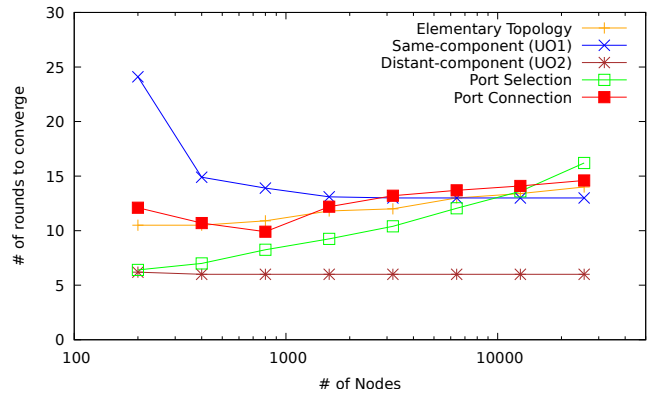 30
25
20
15
10
5
0
100
1000
10000
# of rounds to converge
# of Nodes
Elementary Topology
Same-component (UO1)
Distant-component (UO2)
Port Selection
Port Connection